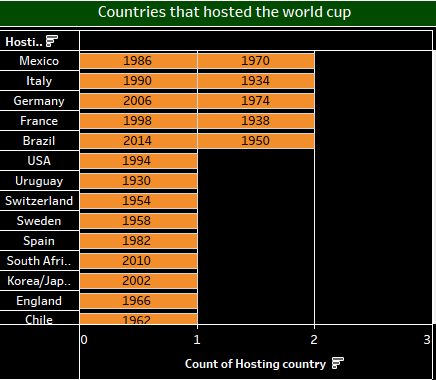 Countries that hosted the world cup
Hosti..
Mexico 1986 1970
Italy 1990 1934
Germany 2006 1974
France 1998 1938
Brazil 2014 1950
USA 1994
Uruguay 1930
Switzerland 1954
Sweden 1958
Spain 1982
South Afri.. 2010
Korea/Jap.. 2002
England 1966
Chile 1962
0 1 2 3
Count of Hosting country